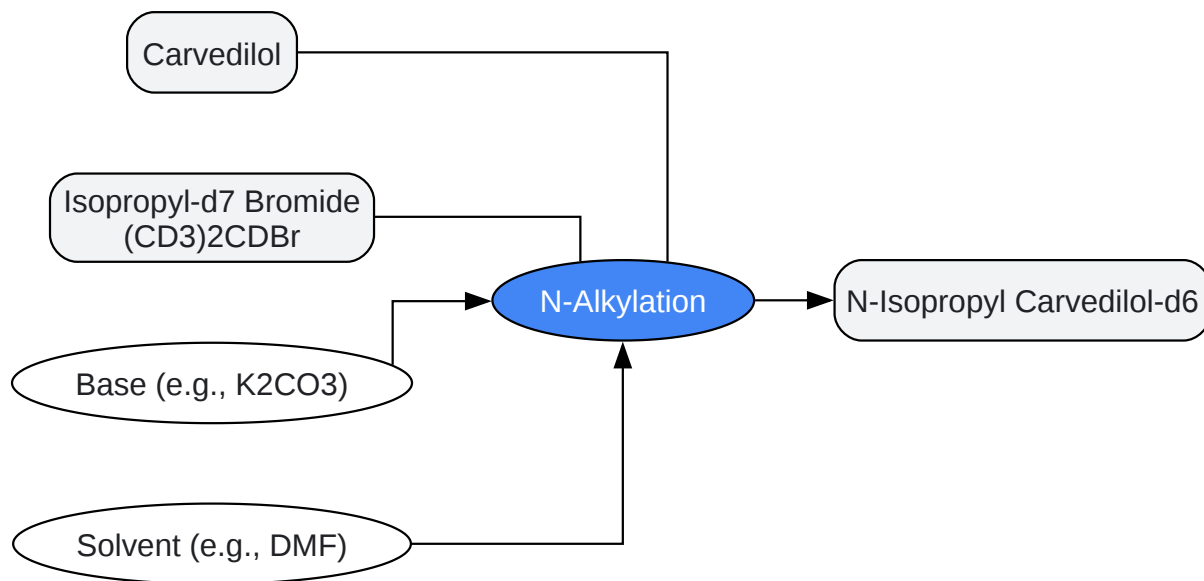 Carvedilol
Isopropyl-d7 Bromide
(CD3)2CDBr
N-Alkylation
N-Isopropyl Carvedilol-d6
Base (e.g., K2CO3)
Solvent (e.g., DMF)